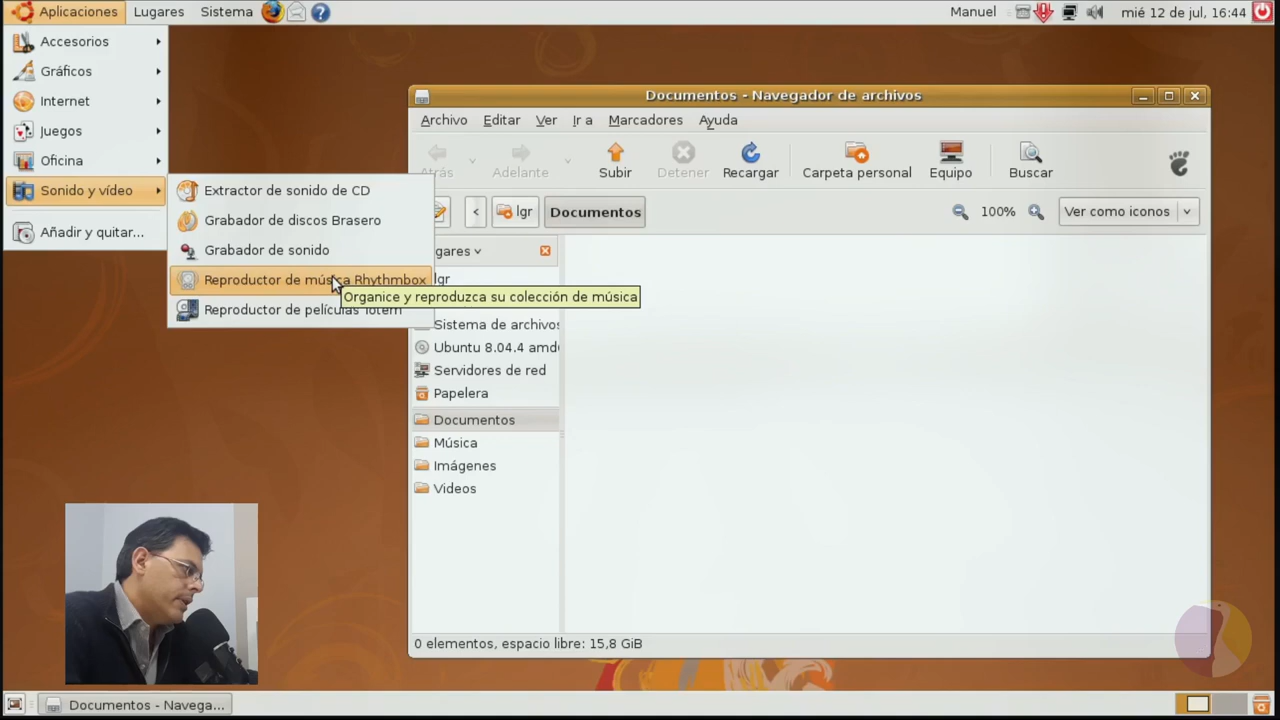 Aplicaciones Lugares Sistema Manuel mié 12 de jul, 16:44
Accesorios
Gráficos
Internet
Juegos
Oficina
Sonido y vídeo
Añadir y quitar...
Extractor de sonido de CD
Grabador de discos Brasero
Grabador de sonido
Reproductor de música Rhythmbox
Organice y reproduzca su colección de música
Reproductor de películas Totem
Documentos - Navegador de archivos
Archivo Editar Ver Ir a Marcadores Ayuda
Atrás Adelante Subir Detener Recargar Carpeta personal Equipo Buscar
< lgr Documentos 100% Ver como iconos
gares
lgr
Sistema de archivos
Ubuntu 8.04.4 amd
Servidores de red
Papelera
Documentos
Música
Imágenes
Videos
0 elementos, espacio libre: 15,8 GiB
Documentos - Navega...